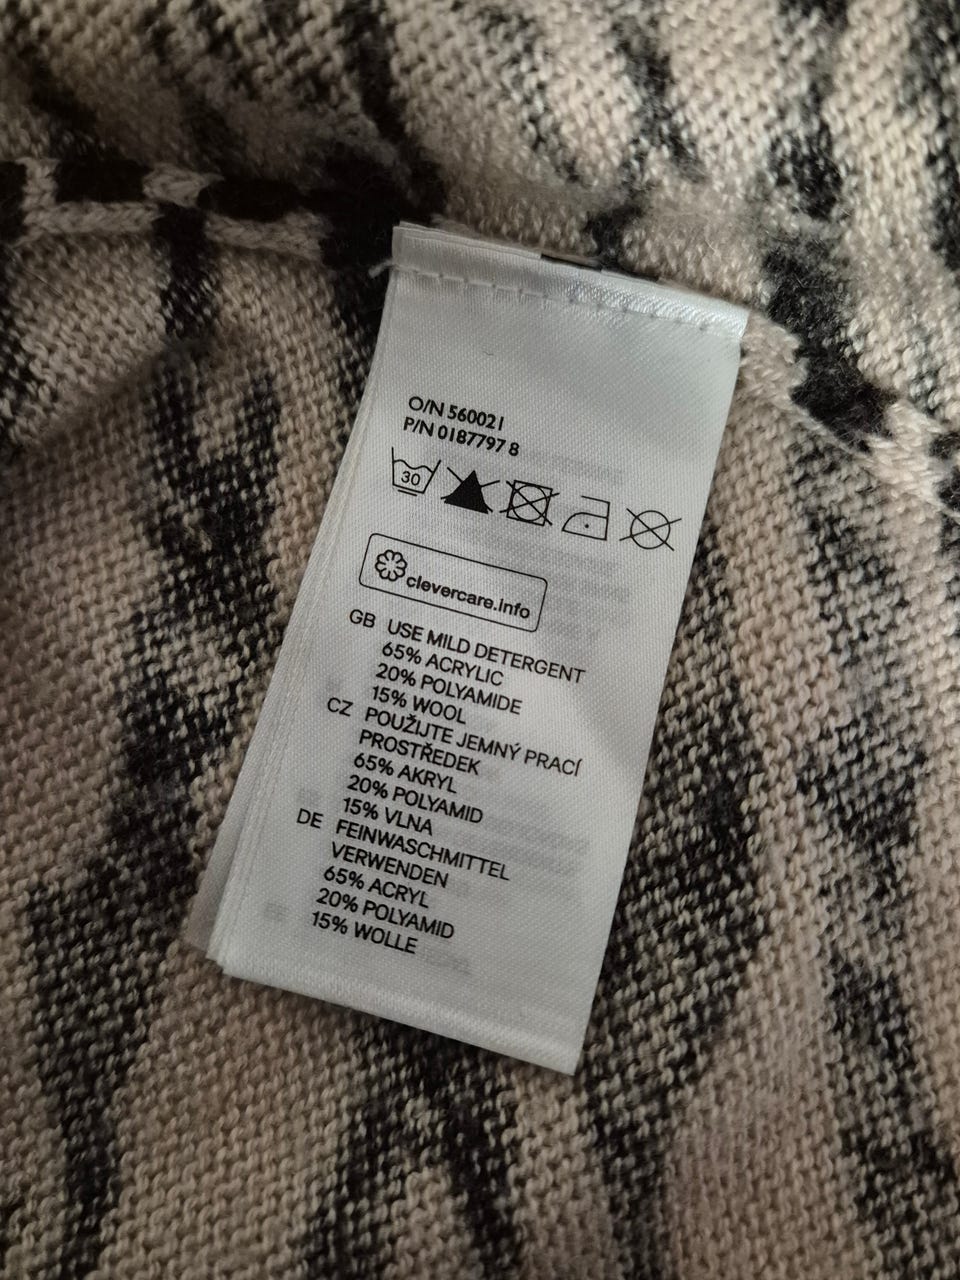 O/N 560021
P/N 0187797 8
30
clevercare.info
GB USE MILD DETERGENT
65% ACRYLIC
20% POLYAMIDE
15% WOOL
CZ POUŽIJTE JEMNÝ PRACÍ
PROSTŘEDEK
65% AKRYL
20% POLYAMID
15% VLNA
DE FEINWASCHMITTEL
VERWENDEN
65% ACRYL
20% POLYAMID
15% WOLLE